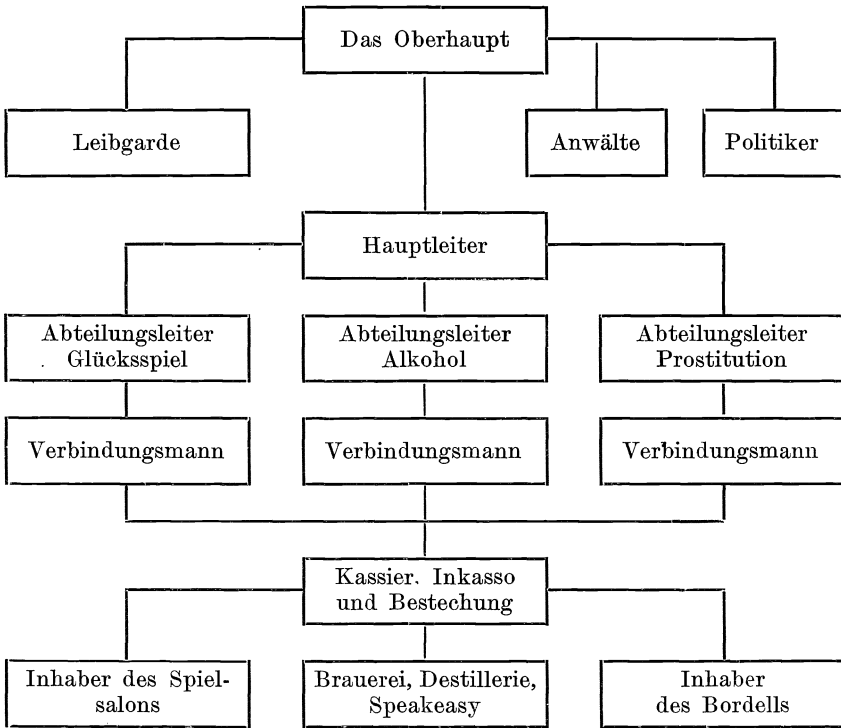 Das Oberhaupt
Leibgarde
Anwälte
Politiker
Hauptleiter
Abteilungsleiter
Glücksspiel
Abteilungsleiter
Alkohol
Abteilungsleiter
Prostitution
Verbindungsmann
Verbindungsmann
Verbindungsmann
Kassier. Inkasso
und Bestechung
Inhaber des Spiel-
salons
Brauerei, Destillerie,
Speakeasy
Inhaber
des Bordells